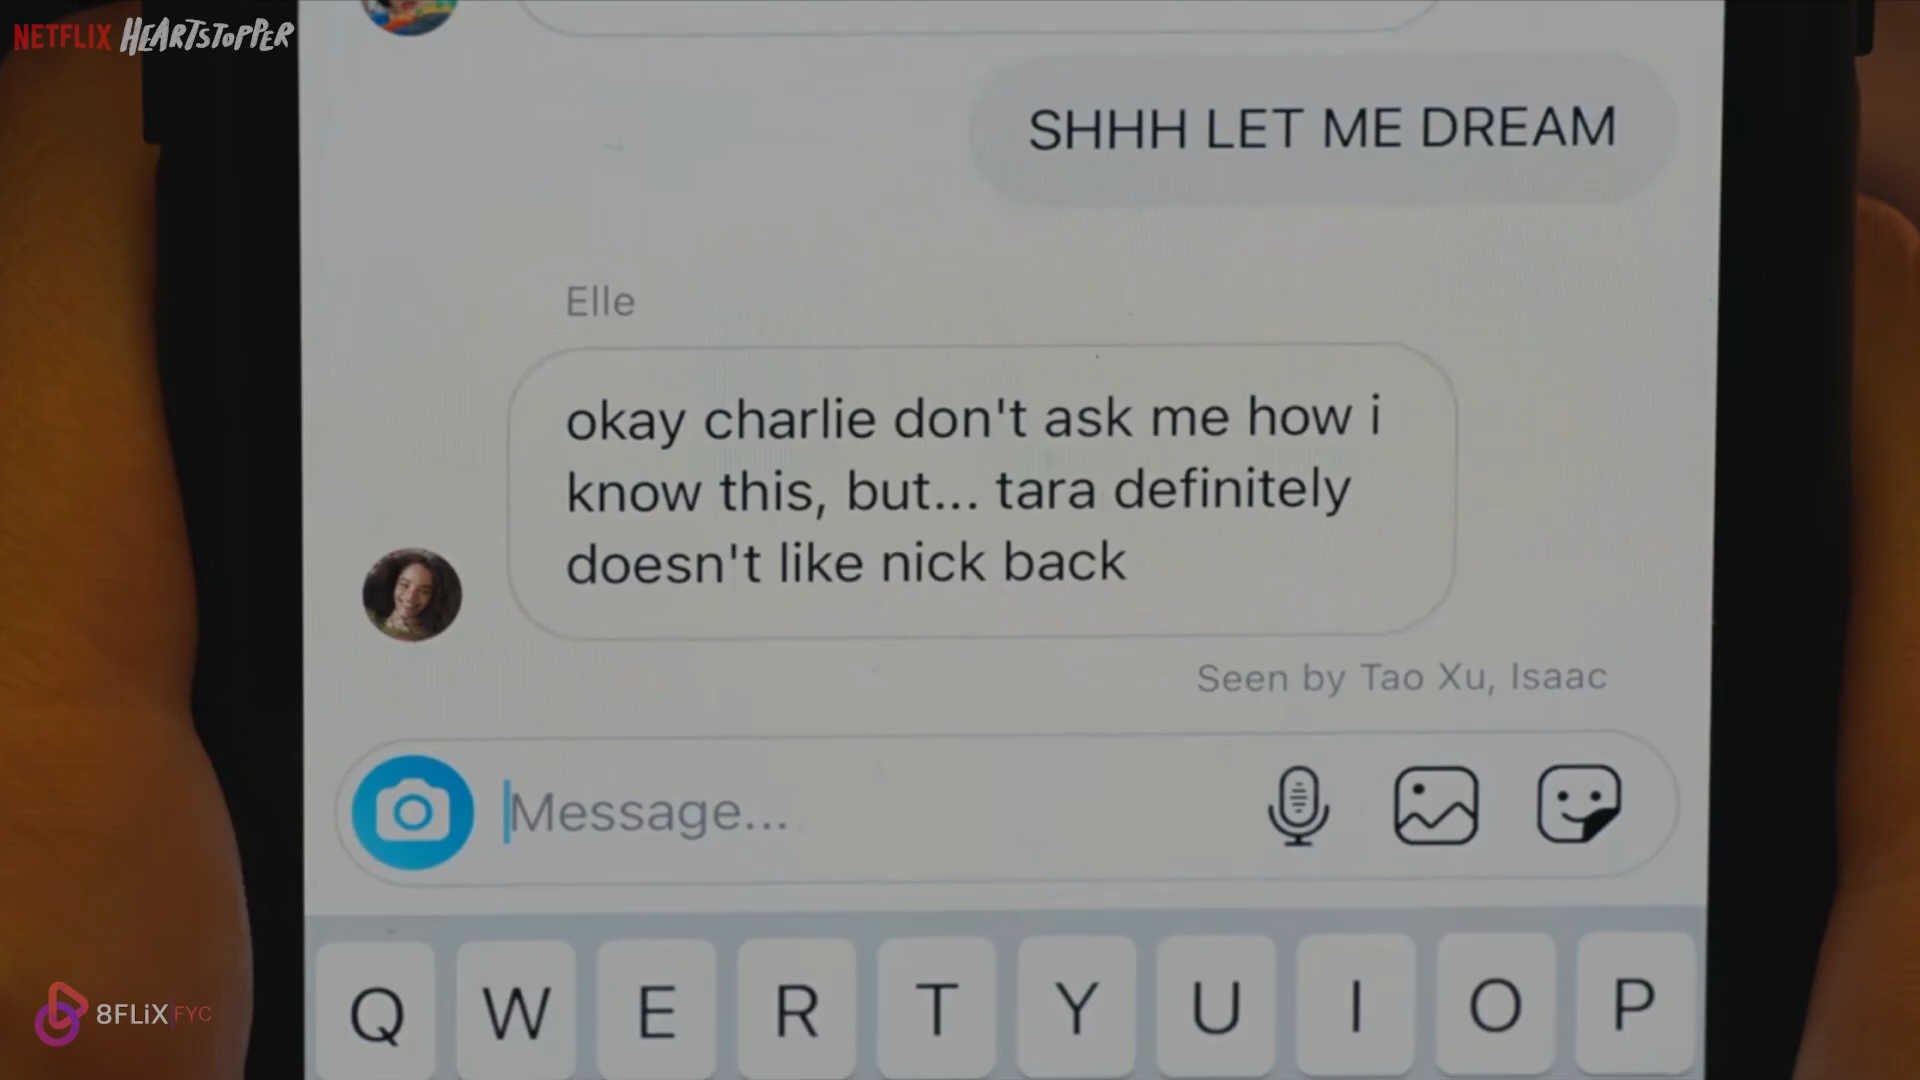 NETFLIX HEARTSTOPPER
SHHH LET ME DREAM
Elle
okay charlie don't ask me how i
know this, but... tara definitely
doesn't like nick back
Seen by Tao Xu, Isaac
Message...
Q W E R T Y U I O P
8FLiX FYC